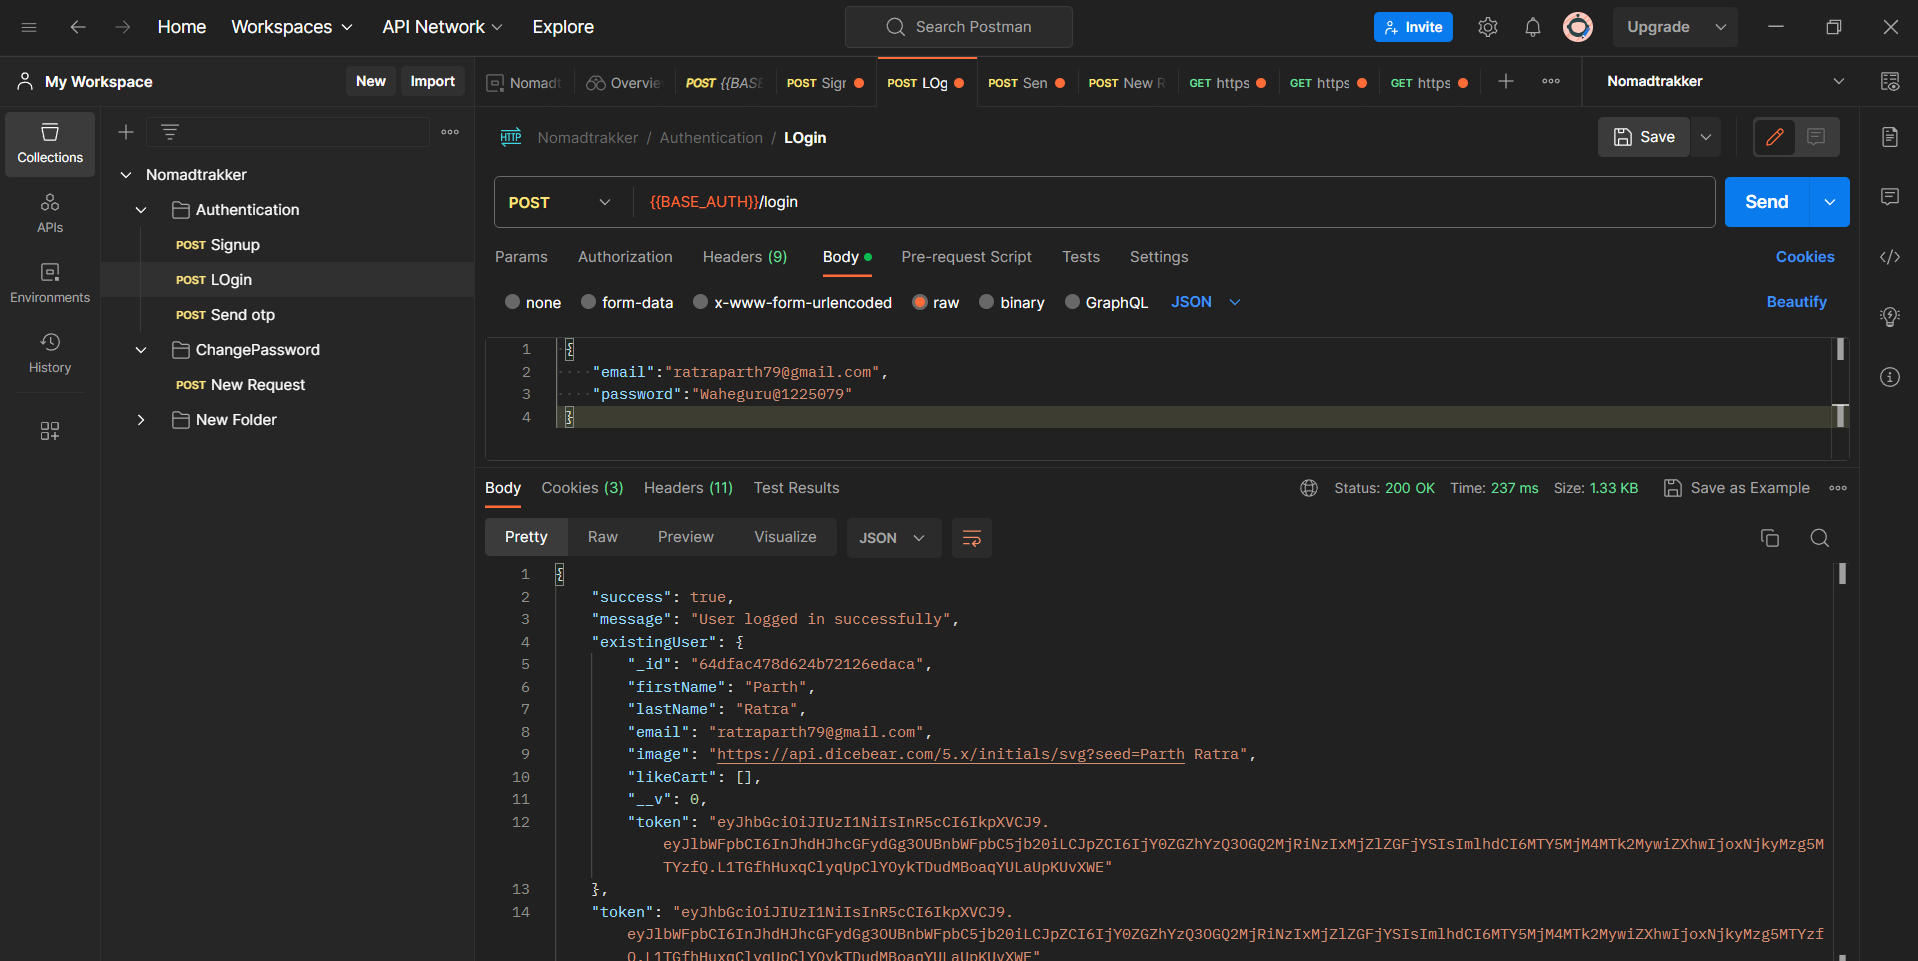 Home Workspaces API Network Explore Search Postman Invite Upgrade
My Workspace New Import
Nomadt Overvie POST {{BASE POST Sigr POST LOg POST Sen POST New R GET https GET https GET https Nomadtrakker
Collections
APIs
Environments
History
Nomadtrakker
Authentication
POST Signup
POST LOgin
POST Send otp
ChangePassword
POST New Request
New Folder
HTTP Nomadtrakker / Authentication / LOgin Save
POST {{BASE_AUTH}}/login Send
Params Authorization Headers (9) Body Pre-request Script Tests Settings Cookies
none form-data x-www-form-urlencoded raw binary GraphQL JSON Beautify
1 {
2 "email":"ratraparth79@gmail.com",
3 "password":"Waheguru@1225079"
4 }
Body Cookies (3) Headers (11) Test Results Status: 200 OK Time: 237 ms Size: 1.33 KB Save as Example
Pretty Raw Preview Visualize JSON
1 {
2 "success": true,
3 "message": "User logged in successfully",
4 "existingUser": {
5 "_id": "64dfac478d624b72126edaca",
6 "firstName": "Parth",
7 "lastName": "Ratra",
8 "email": "ratraparth79@gmail.com",
9 "image": "https://api.dicebear.com/5.x/initials/svg?seed=Parth Ratra",
10 "likeCart": [],
11 "__v": 0,
12 "token": "eyJhbGciOiJIUzI1NiIsInR5cCI6IkpXVCJ9.
eyJlbWFpbCI6InJhdHJhcGFydGg3OUBnbWFpbC5jb20iLCJpZCI6IjY0ZGZhYzQ3OGQ2MjRiNzIxMjZlZGFjYSIsImlhdCI6MTY5MjM4MTk2MywiZXhwIjoxNjkyMzg5M
TYzfQ.L1TGfhHuxqClyqUpClYOykTDudMBoaqYULaUpKUvXWE"
13 },
14 "token": "eyJhbGciOiJIUzI1NiIsInR5cCI6IkpXVCJ9.
eyJlbWFpbCI6InJhdHJhcGFydGg3OUBnbWFpbC5jb20iLCJpZCI6IjY0ZGZhYzQ3OGQ2MjRiNzIxMjZlZGFjYSIsImlhdCI6MTY5MjM4MTk2MywiZXhwIjoxNjkyMzg5MTYzf
Q.L1TGfhHuxqClyqUpClYOykTDudMBoaqYULaUpKUvXWE"